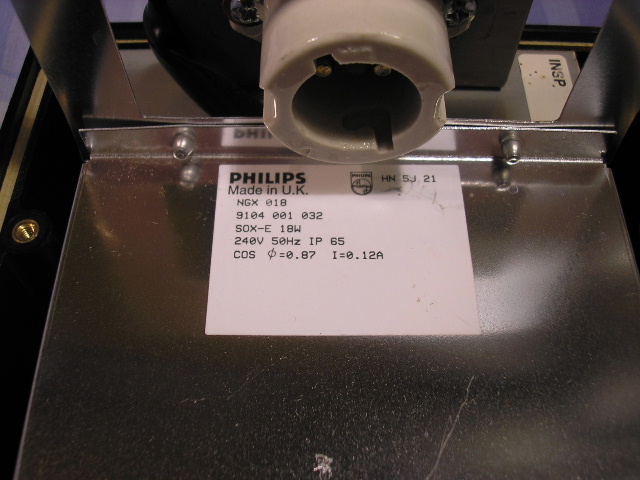 INSP
PHILIPS HN 5J 21
Made in U.K.
NGX 018
9104 001 032
SOX-E 18W
240V 50Hz IP 65
COS φ=0.87 I=0.12A